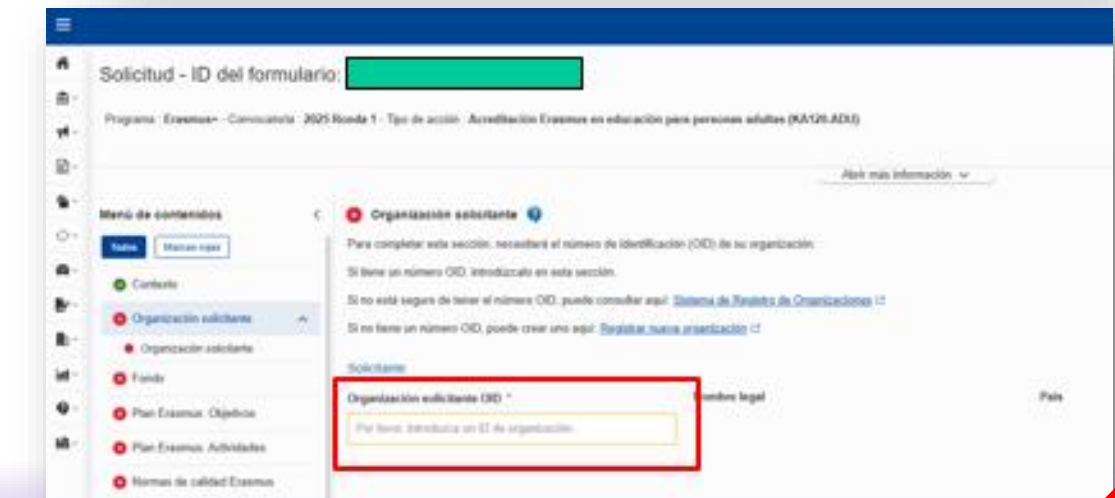 Solicitud - ID del formulario:
Programa Erasmus+ - Convocatoria 2025 Ronda 1 - Tipo de acción Acreditación Erasmus en educación para personas adultas (KA120-ADU)
Abrir más información
Menú de contenidos
Todos
Marcas rojas
Contexto
Organización solicitante
Organización solicitante
Fondo
Plan Erasmus: Objetivos
Plan Erasmus: Actividades
Normas de calidad Erasmus
Organización solicitante
Para completar esta sección, necesitará el número de identificación (OID) de su organización.
Si tiene un número OID, introdúzcalo en esta sección.
Si no está seguro de tener el número OID, puede consultar aquí: Sistema de Registro de Organizaciones
Si no tiene un número OID, puede crear uno aquí: Registrar nueva organización
Solicitante
Organización solicitante OID *
Nombre legal
País
Por favor, introduzca un ID de organización